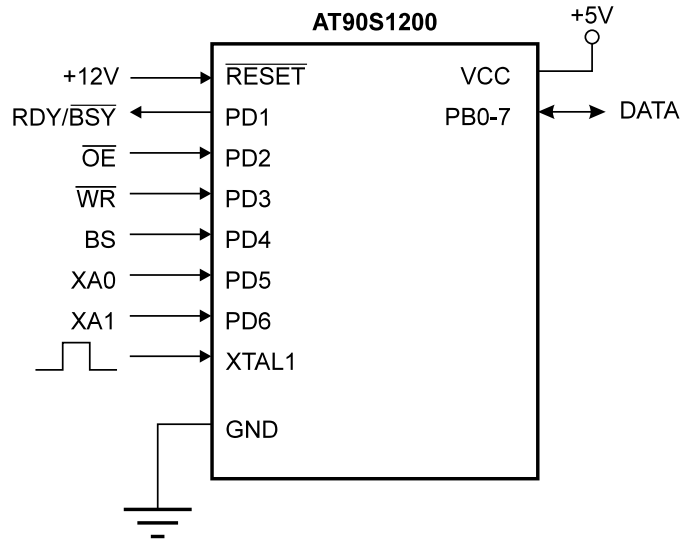 AT90S1200
+5V
+12V RESET VCC
RDY/BSY PD1 PB0-7 DATA
OE PD2
WR PD3
BS PD4
XA0 PD5
XA1 PD6
XTAL1
GND